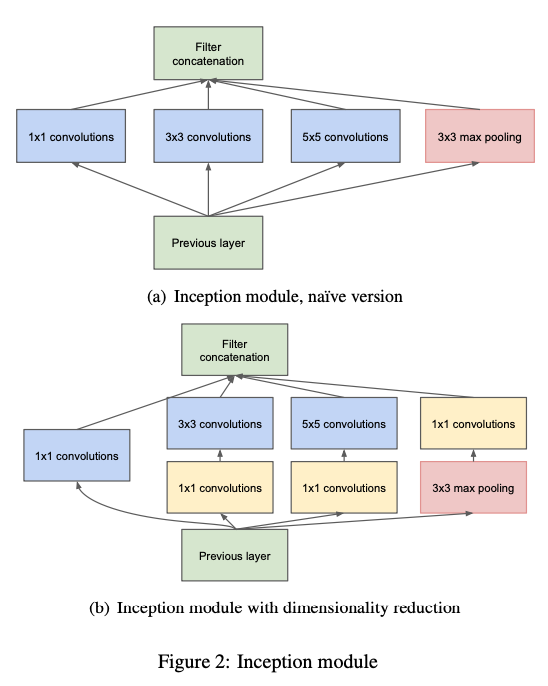 Filter
concatenation
1x1 convolutions
3x3 convolutions
5x5 convolutions
3x3 max pooling
Previous layer
(a) Inception module, naïve version
Filter
concatenation
3x3 convolutions
5x5 convolutions
1x1 convolutions
1x1 convolutions
1x1 convolutions
1x1 convolutions
3x3 max pooling
Previous layer
(b) Inception module with dimensionality reduction
Figure 2: Inception module